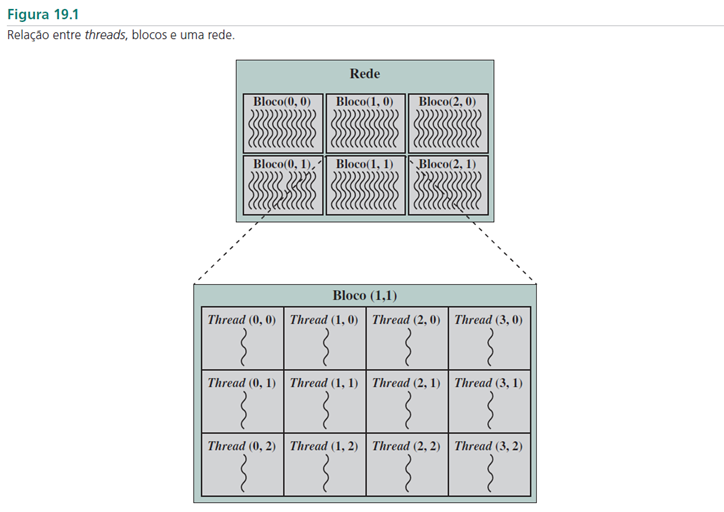 Figura 19.1
Relação entre threads, blocos e uma rede.
Rede
Bloco(0, 0) Bloco(1, 0) Bloco(2, 0)
Bloco(0, 1) Bloco(1, 1) Bloco(2, 1)
Bloco (1,1)
Thread (0, 0) Thread (1, 0) Thread (2, 0) Thread (3, 0)
Thread (0, 1) Thread (1, 1) Thread (2, 1) Thread (3, 1)
Thread (0, 2) Thread (1, 2) Thread (2, 2) Thread (3, 2)